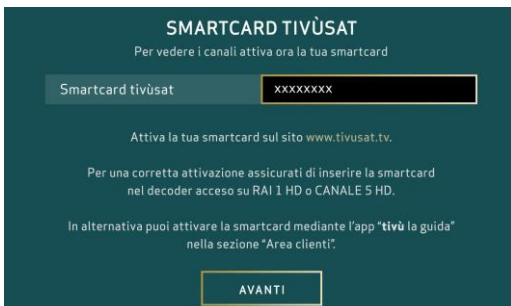 SMARTCARD TIVÙSAT
Per vedere i canali attiva ora la tua smartcard
Smartcard tivùsat
xxxxxxxx
Attiva la tua smartcard sul sito www.tivusat.tv.
Per una corretta attivazione assicurati di inserire la smartcard
nel decoder acceso su RAI 1 HD o CANALE 5 HD.
In alternativa puoi attivare la smartcard mediante l'app "tivù la guida"
nella sezione "Area clienti".
AVANTI